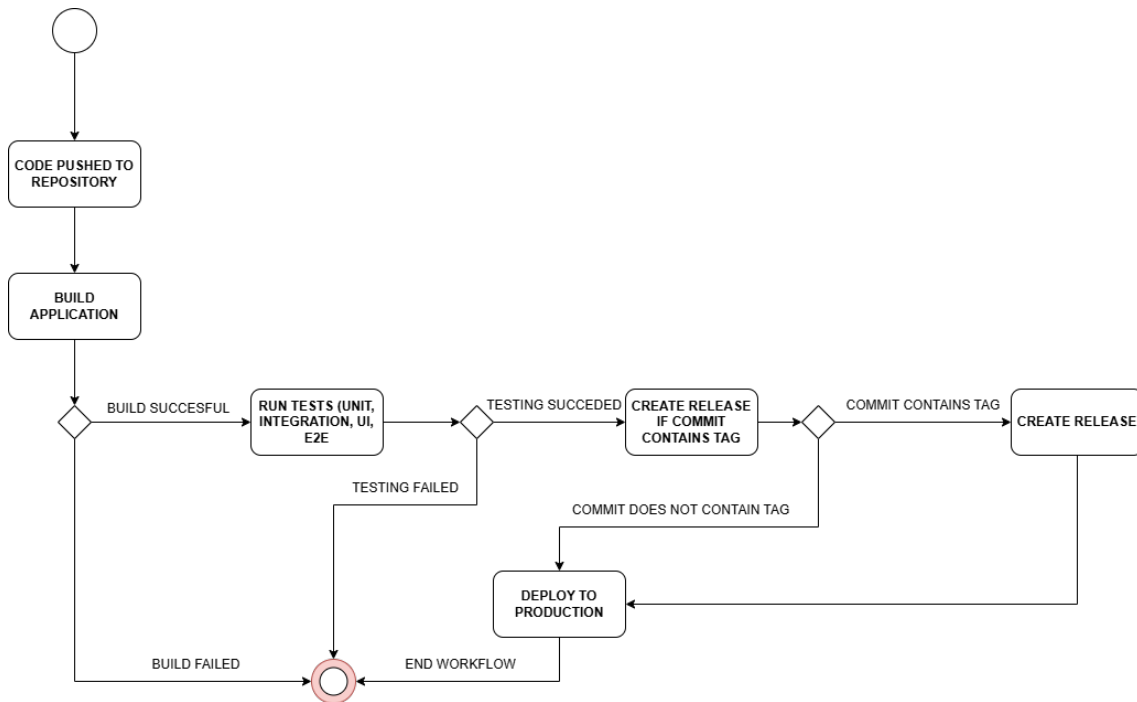 CODE PUSHED TO
REPOSITORY
BUILD
APPLICATION
BUILD SUCCESFUL
RUN TESTS (UNIT,
INTEGRATION, UI,
E2E
TESTING SUCCEDED
CREATE RELEASE
IF COMMIT
CONTAINS TAG
COMMIT CONTAINS TAG
CREATE RELEASE
TESTING FAILED
COMMIT DOES NOT CONTAIN TAG
DEPLOY TO
PRODUCTION
BUILD FAILED
END WORKFLOW